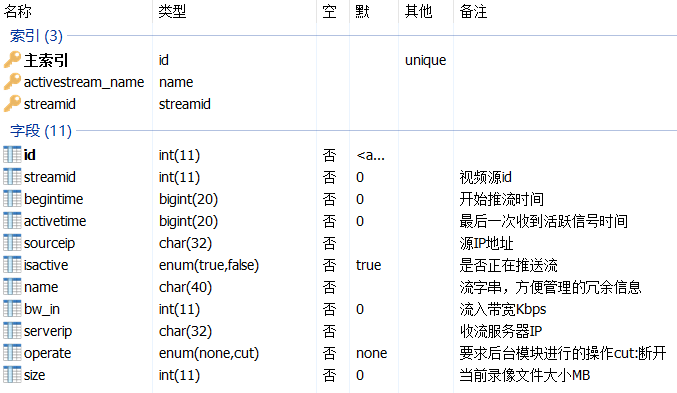 名称 类型 空 默 其他 备注
索引 (3)
主索引 id unique
activestream_name name
streamid streamid
字段 (11)
id int(11) 否 <a...
streamid int(11) 否 0 视频源id
begintime bigint(20) 否 0 开始推流时间
activetime bigint(20) 否 0 最后一次收到活跃信号时间
sourceip char(32) 否 源IP地址
isactive enum(true,false) 否 true 是否正在推送流
name char(40) 否 流字串，方便管理的冗余信息
bw_in int(11) 否 0 流入带宽Kbps
serverip char(32) 否 收流服务器IP
operate enum(none,cut) 否 none 要求后台模块进行的操作cut:断开
size int(11) 否 0 当前录像文件大小MB